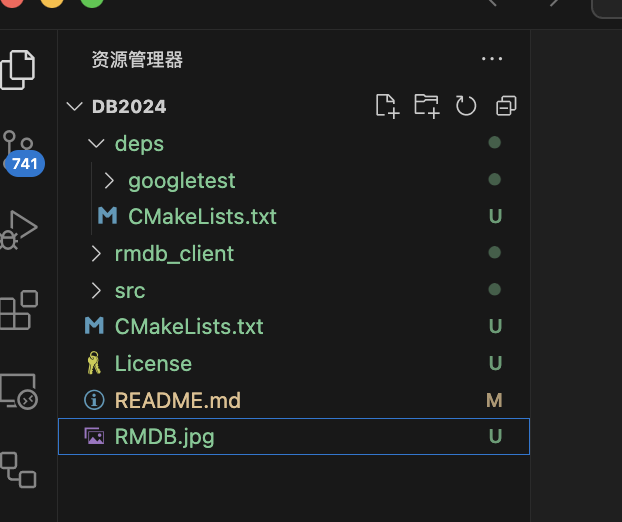 资源管理器
DB2024
deps
googletest
M CMakeLists.txt U
741
rmdb_client
src
M CMakeLists.txt U
License U
README.md M
RMDB.jpg U